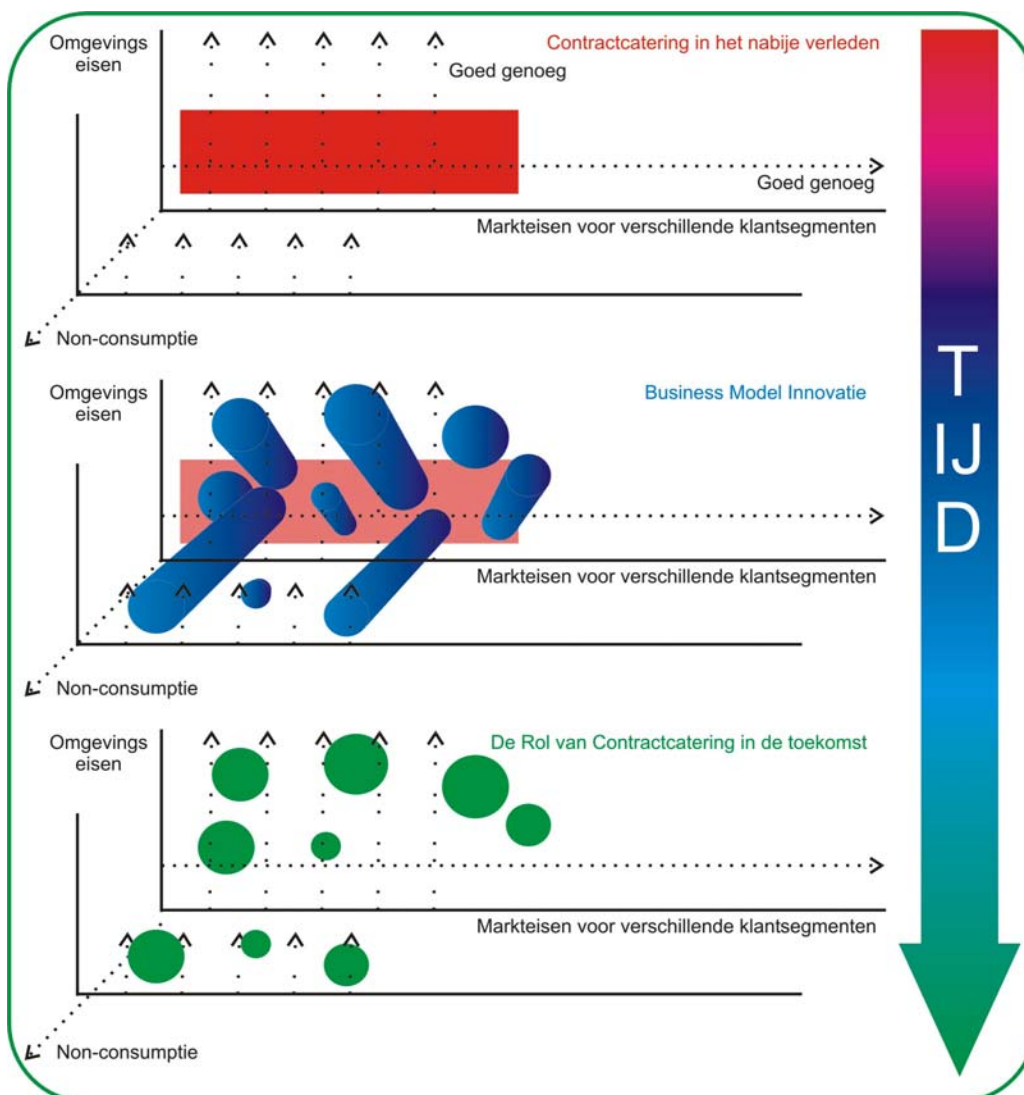 Omgevings
eisen
Contractcatering in het nabije verleden
Goed genoeg
Goed genoeg
Markteisen voor verschillende klantsegmenten
Non-consumptie
Omgevings
eisen
Business Model Innovatie
Markteisen voor verschillende klantsegmenten
Non-consumptie
Omgevings
eisen
De Rol van Contractcatering in de toekomst
Markteisen voor verschillende klantsegmenten
Non-consumptie
T
IJ
D